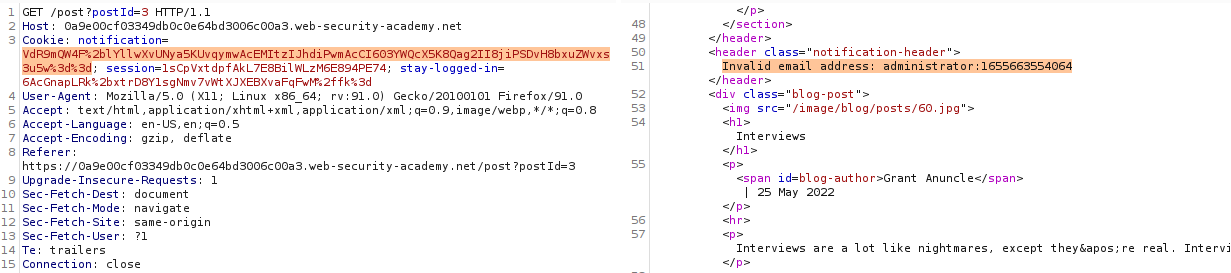 1 GET /post?postId=3 HTTP/1.1
2 Host: 0a9e00cf03349db0c0e64bd3006c00a3.web-security-academy.net
3 Cookie: notification=
VdR9mQW4F%2blYllwXvUNya5KUvqymwAcEMItzIJhdiPwmAcCI603YWQcX5K8Qag2II8jiPSDvH8bxuZWvxs
3u5w%3d%3d; session=1sCpVxtdpfAkL7E8BilWLzM6E894PE74; stay-logged-in=
6AcGnapLRk%2bxtrD8Y1sgNmv7vWtXJXEBXvaFqFwM%2ffk%3d
4 User-Agent: Mozilla/5.0 (X11; Linux x86_64; rv:91.0) Gecko/20100101 Firefox/91.0
5 Accept: text/html,application/xhtml+xml,application/xml;q=0.9,image/webp,*/*;q=0.8
6 Accept-Language: en-US,en;q=0.5
7 Accept-Encoding: gzip, deflate
8 Referer:
https://0a9e00cf03349db0c0e64bd3006c00a3.web-security-academy.net/post?postId=3
9 Upgrade-Insecure-Requests: 1
10 Sec-Fetch-Dest: document
11 Sec-Fetch-Mode: navigate
12 Sec-Fetch-Site: same-origin
13 Sec-Fetch-User: ?1
14 Te: trailers
15 Connection: close
</p>
48 </section>
49 </header>
50 <header class="notification-header">
51 Invalid email address: administrator:1655663554064
</header>
52 <div class="blog-post">
53 <img src="/image/blog/posts/60.jpg">
54 <h1>
Interviews
</h1>
55 <p>
<span id=blog-author>Grant Anuncle</span>
| 25 May 2022
</p>
56 <hr>
57 <p>
Interviews are a lot like nightmares, except they&apos;re real. Intervi
</p>